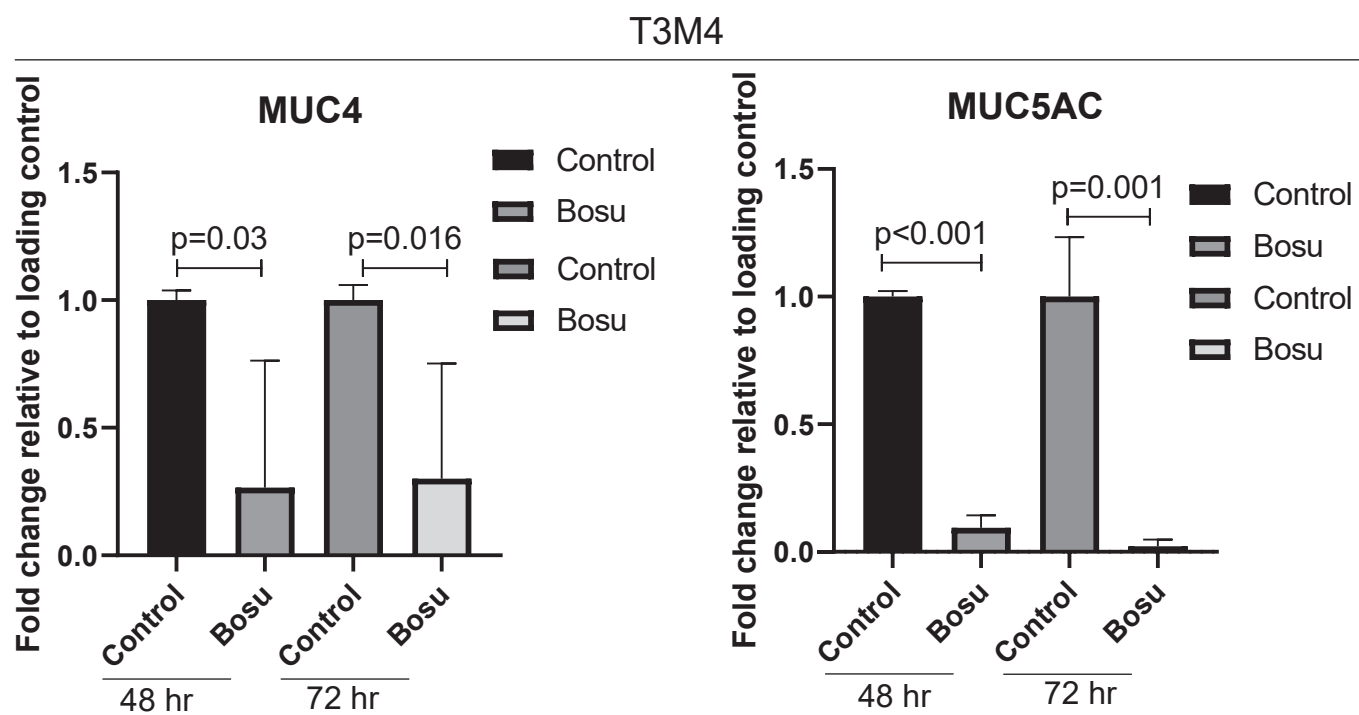 T3M4
MUC4
Fold change relative to loading control
1.5
1.0
0.5
0.0
p=0.03
p=0.016
Control
Bosu
Control
Bosu
Control
Bosu
Control
Bosu
48 hr
72 hr
MUC5AC
Fold change relative to loading control
1.5
1.0
0.5
0.0
p<0.001
p=0.001
Control
Bosu
Control
Bosu
Control
Bosu
Control
Bosu
48 hr
72 hr